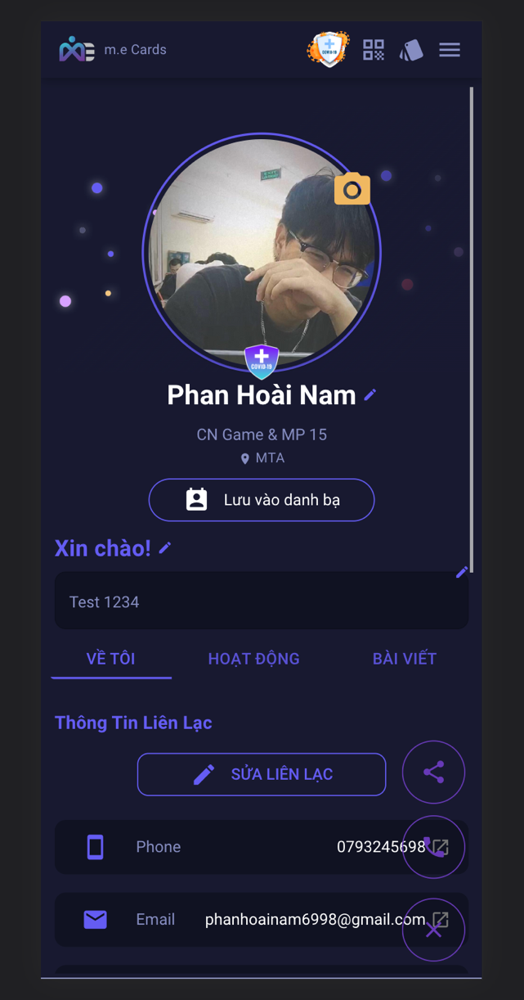 m.e Cards
COVID-19
COVID-19
Phan Hoài Nam
CN Game & MP 15
MTA
Lưu vào danh bạ
Xin chào!
Test 1234
VỀ TÔI
HOẠT ĐỘNG
BÀI VIẾT
Thông Tin Liên Lạc
SỬA LIÊN LẠC
Phone 0793245698
Email phanhoainam6998@gmail.com